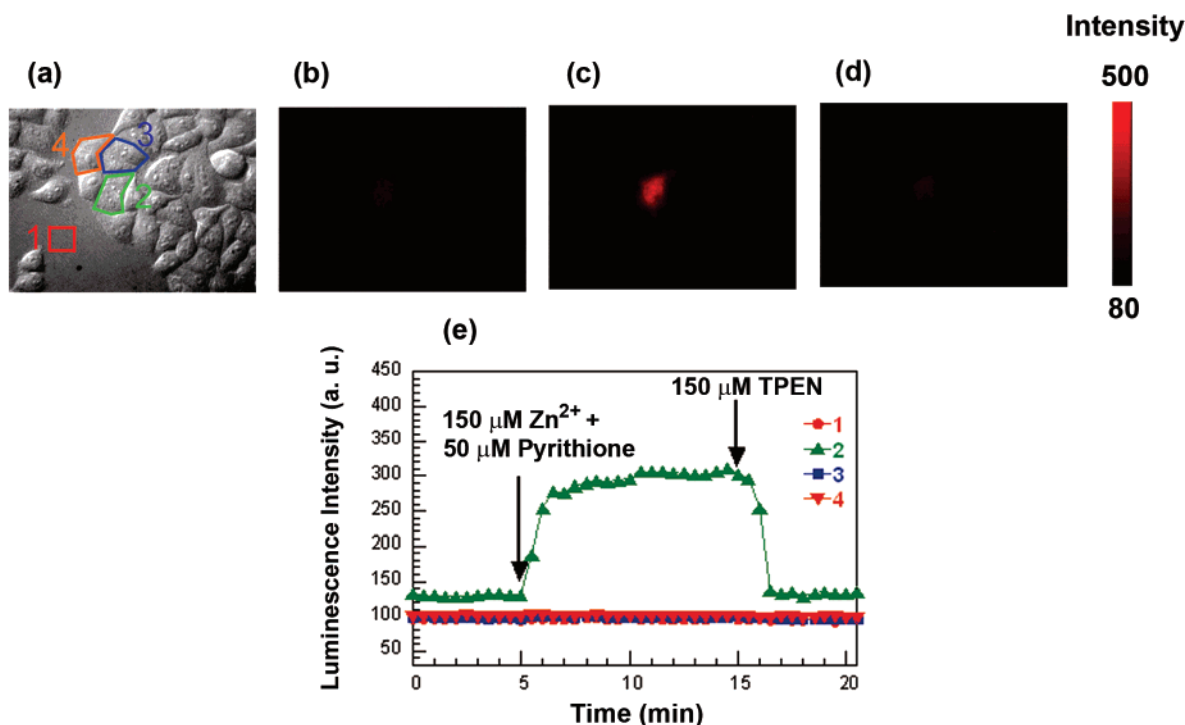 Intensity
(a)
(b)
(c)
(d)
500
80
4
3
2
1
(e)
Luminescence Intensity (a. u.)
450
400
350
300
250
200
150
100
50
150 μM Zn²⁺ +
50 μM Pyrithione
150 μM TPEN
1
2
3
4
0
5
10
15
20
Time (min)